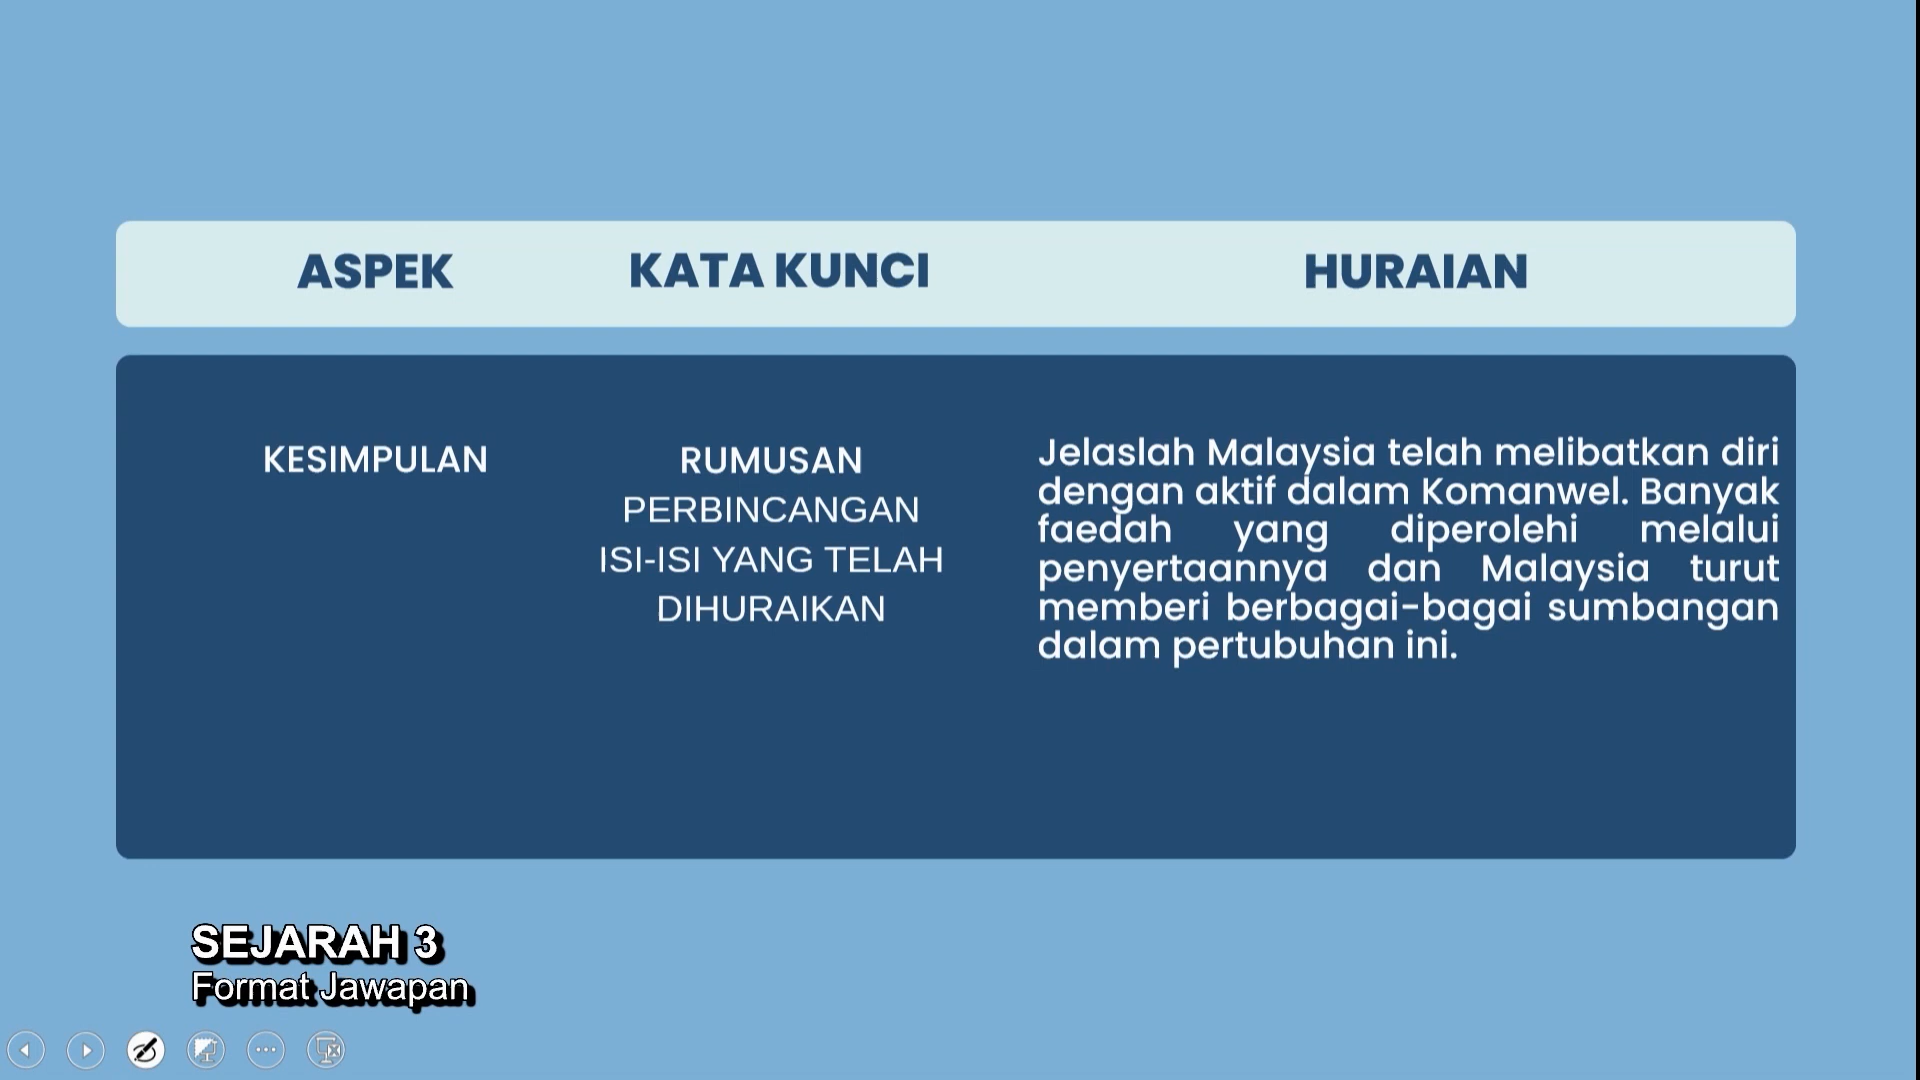 ASPEK KATA KUNCI HURAIAN
KESIMPULAN
RUMUSAN
PERBINCANGAN
ISI-ISI YANG TELAH
DIHURAIKAN
Jelaslah Malaysia telah melibatkan diri
dengan aktif dalam Komanwel. Banyak
faedah yang diperolehi melalui
penyertaannya dan Malaysia turut
memberi berbagai-bagai sumbangan
dalam pertubuhan ini.
SEJARAH 3
Format Jawapan